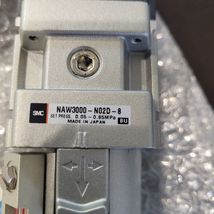 SMC NAW3000-N02D-8
SET PRESS 0.05-0.85MPa
MADE IN JAPAN BU